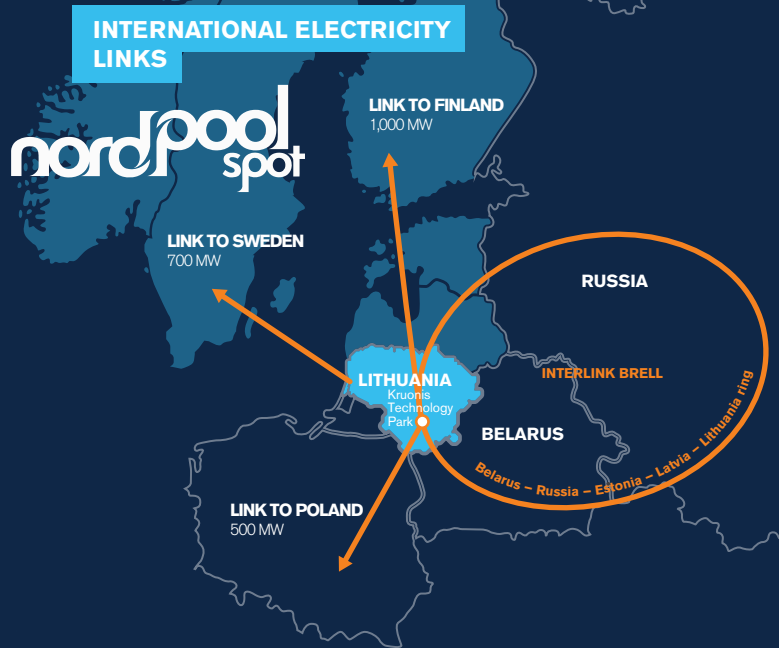 INTERNATIONAL ELECTRICITY
LINKS
nordpool
spot
LINK TO FINLAND
1,000 MW
LINK TO SWEDEN
700 MW
RUSSIA
INTERLINK BRELL
LITHUANIA
Kruonis
Technology
Park
BELARUS
Belarus – Russia – Estonia – Latvia – Lithuania ring
LINK TO POLAND
500 MW